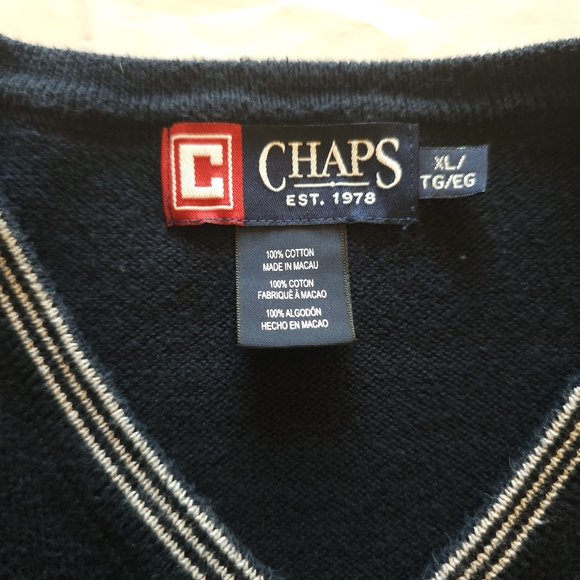 C
CHAPS
EST. 1978
XL/
TG/EG
100% COTTON
MADE IN MACAU
100% COTON
FABRIQUÉ À MACAO
100% ALGODÓN
HECHO EN MACAO